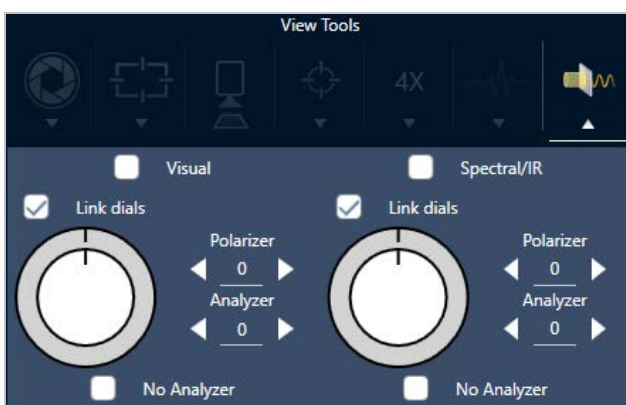 View Tools
4X
Visual
Spectral/IR
Link dials
Link dials
Polarizer
0
Analyzer
0
Polarizer
0
Analyzer
0
No Analyzer
No Analyzer